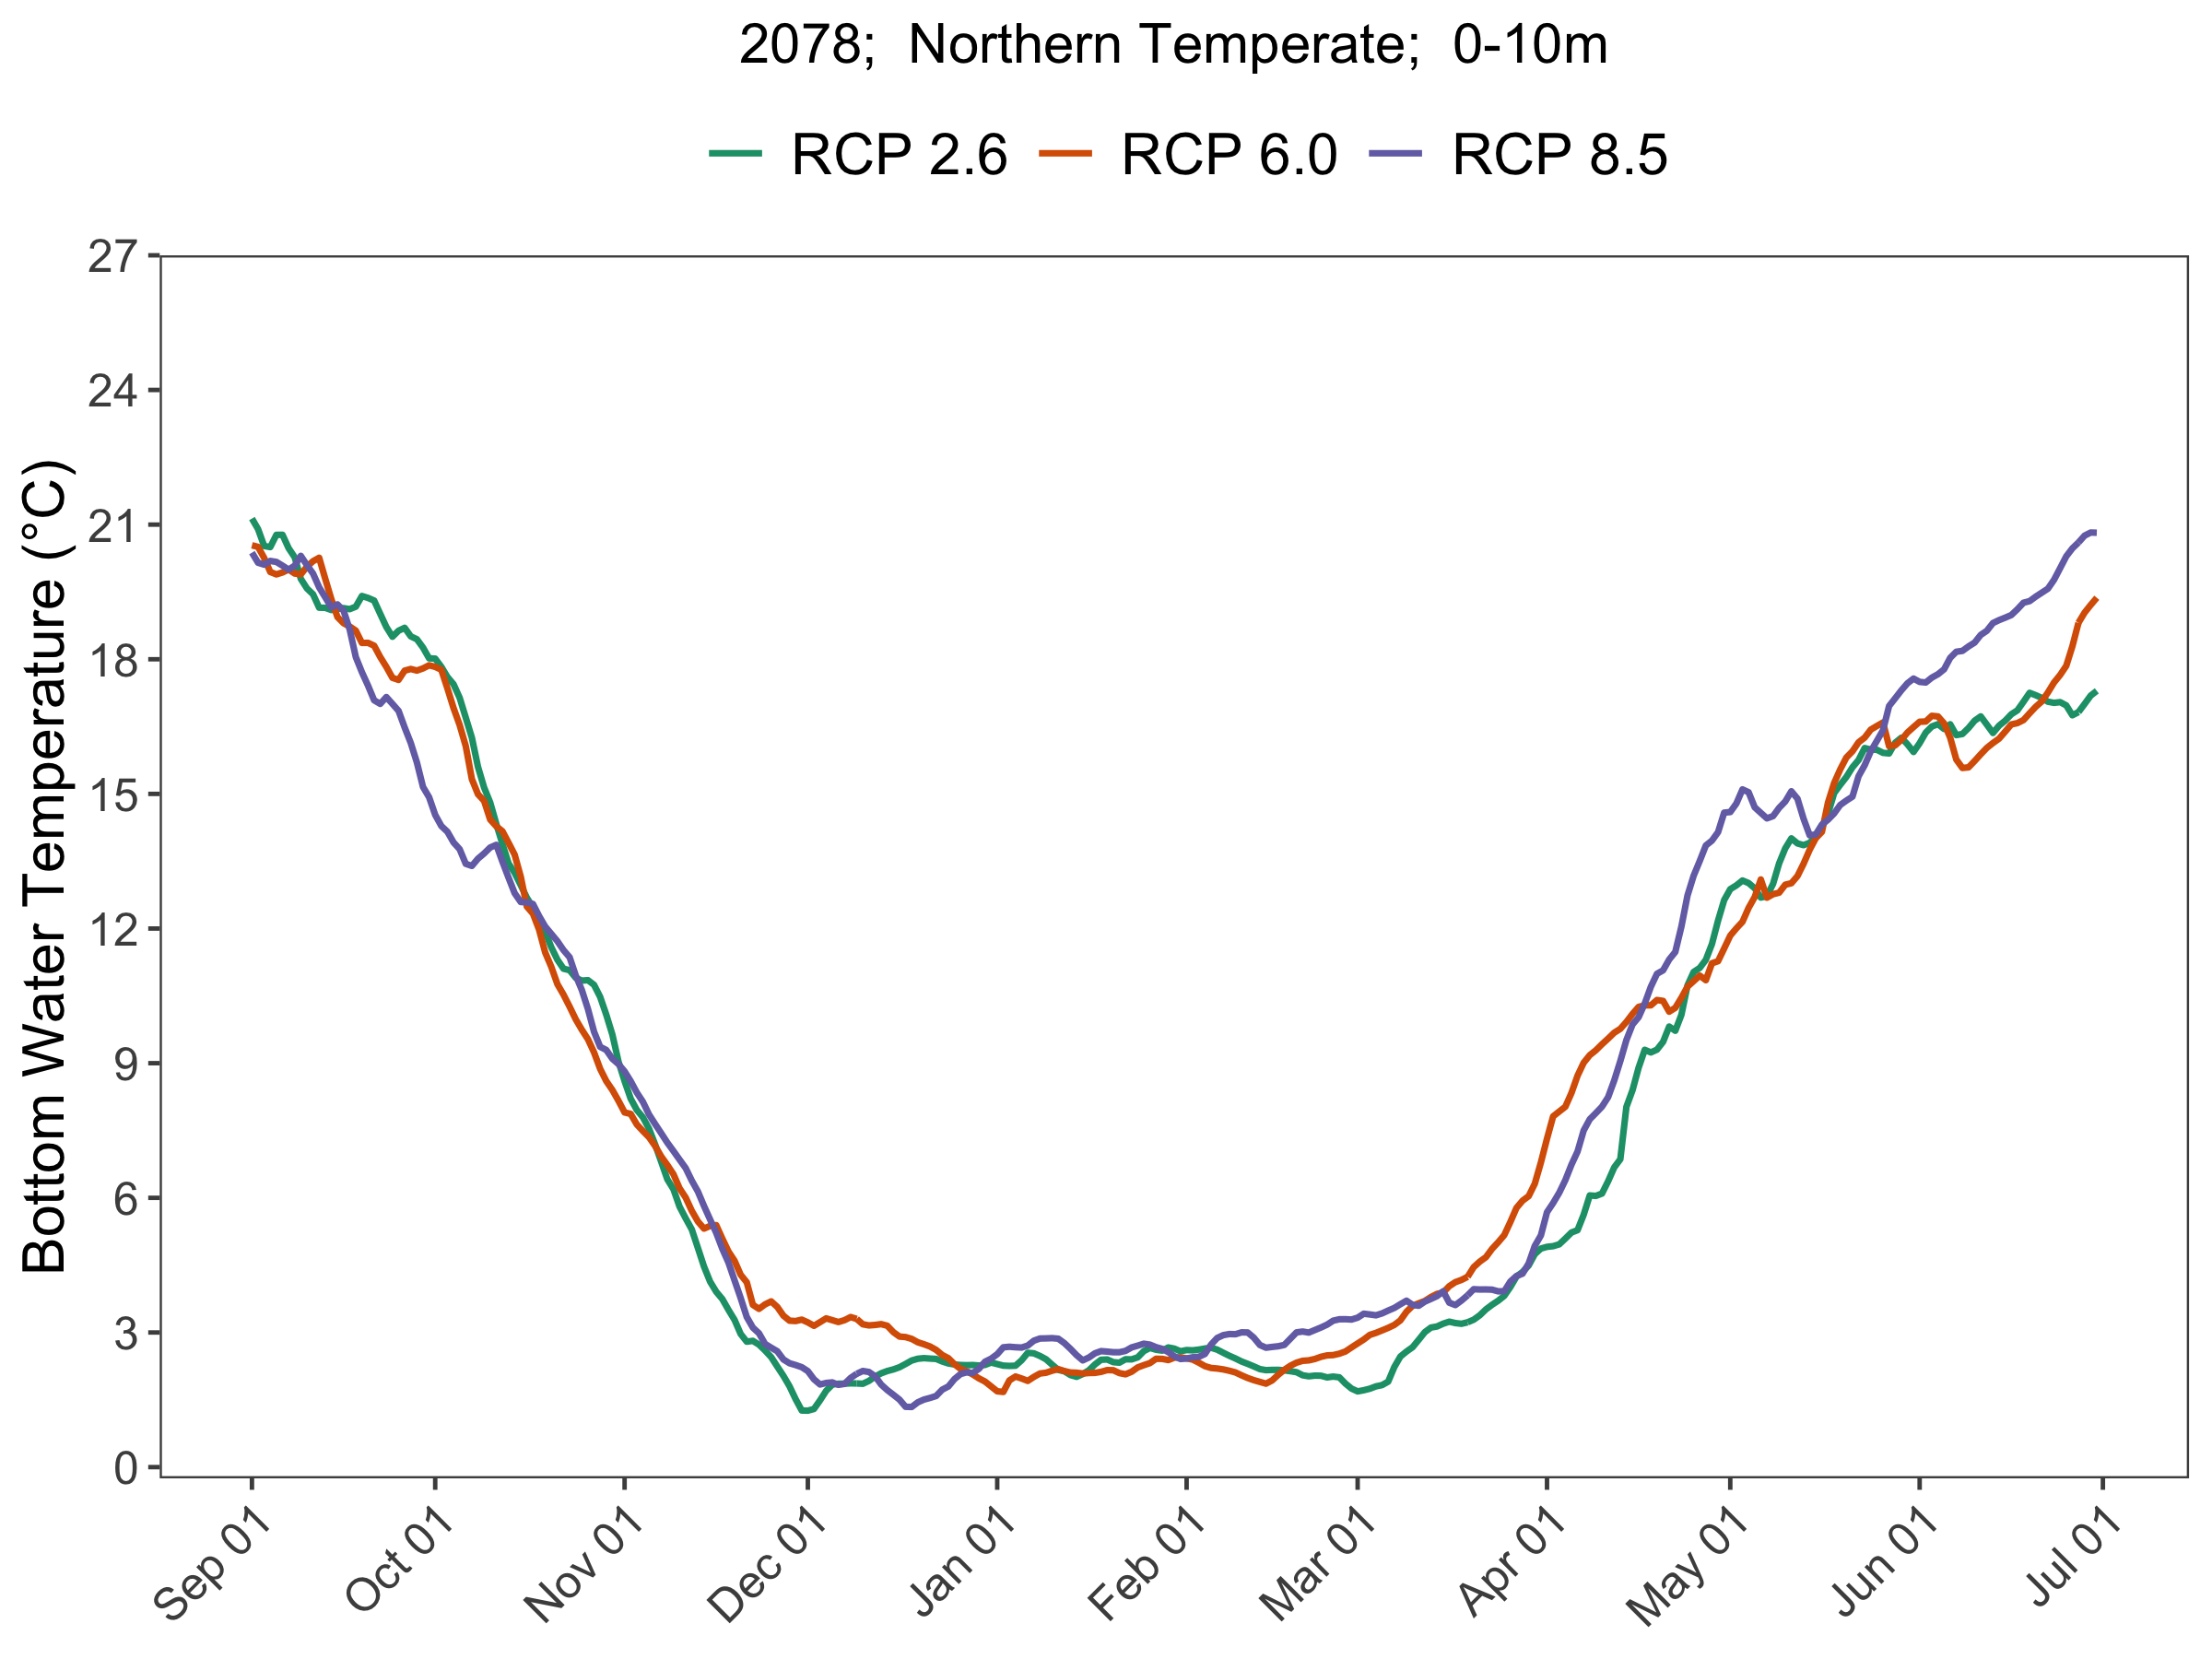 2078;  Northern Temperate;  0-10m
RCP 2.6 RCP 6.0 RCP 8.5
Bottom Water Temperature (°C)
27
24
21
18
15
12
9
6
3
0
Sep 01 Oct 01 Nov 01 Dec 01 Jan 01 Feb 01 Mar 01 Apr 01 May 01 Jun 01 Jul 01